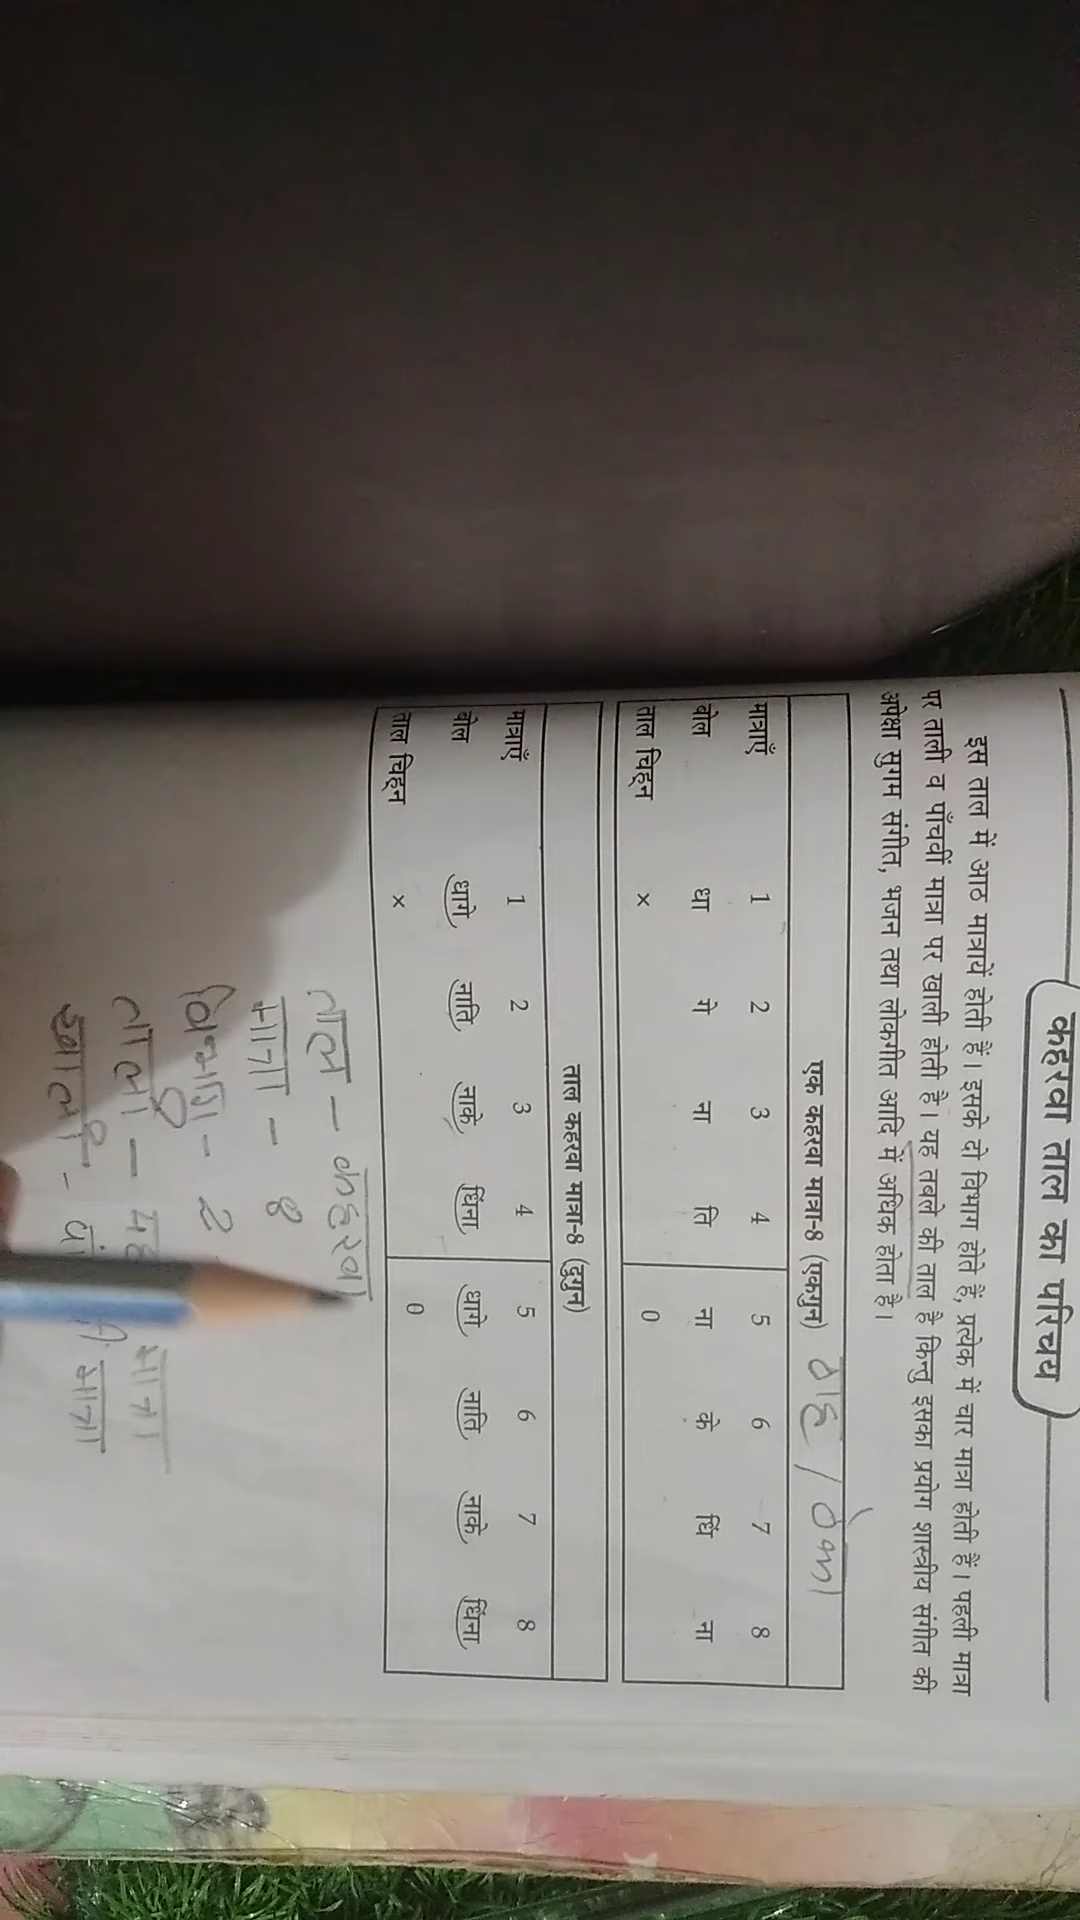 कहरवा ताल का परिचय
इस ताल में आठ मात्रायें होती हैं। इसके दो विभाग होते हैं, प्रत्येक में चार मात्रा होती हैं। पहली मात्रा
पर ताली व पाँचवीं मात्रा पर खाली होती है। यह तबले की ताल है किन्तु इसका प्रयोग शास्त्रीय संगीत की
अपेक्षा सुगम संगीत, भजन तथा लोकगीत आदि में अधिक होता है।
एक कहरवा मात्रा-8 (एकगुन) ठाह /
मात्राएँ 1 2 3 4 5 6 7 8
बोल धा गे ना ति ना के धि ना
ताल चिह्न × 0
ताल कहरवा मात्रा-8 (दुगुन)
मात्राएँ 1 2 3 4 5 6 7 8
बोल धागे नाति नाके धिना धागे नाति नाके धिना
ताल चिह्न × 0
ताल – कहरवा
मात्रा – 8
विभाग – 2
ताली – मात्रा
खाली – मात्रा